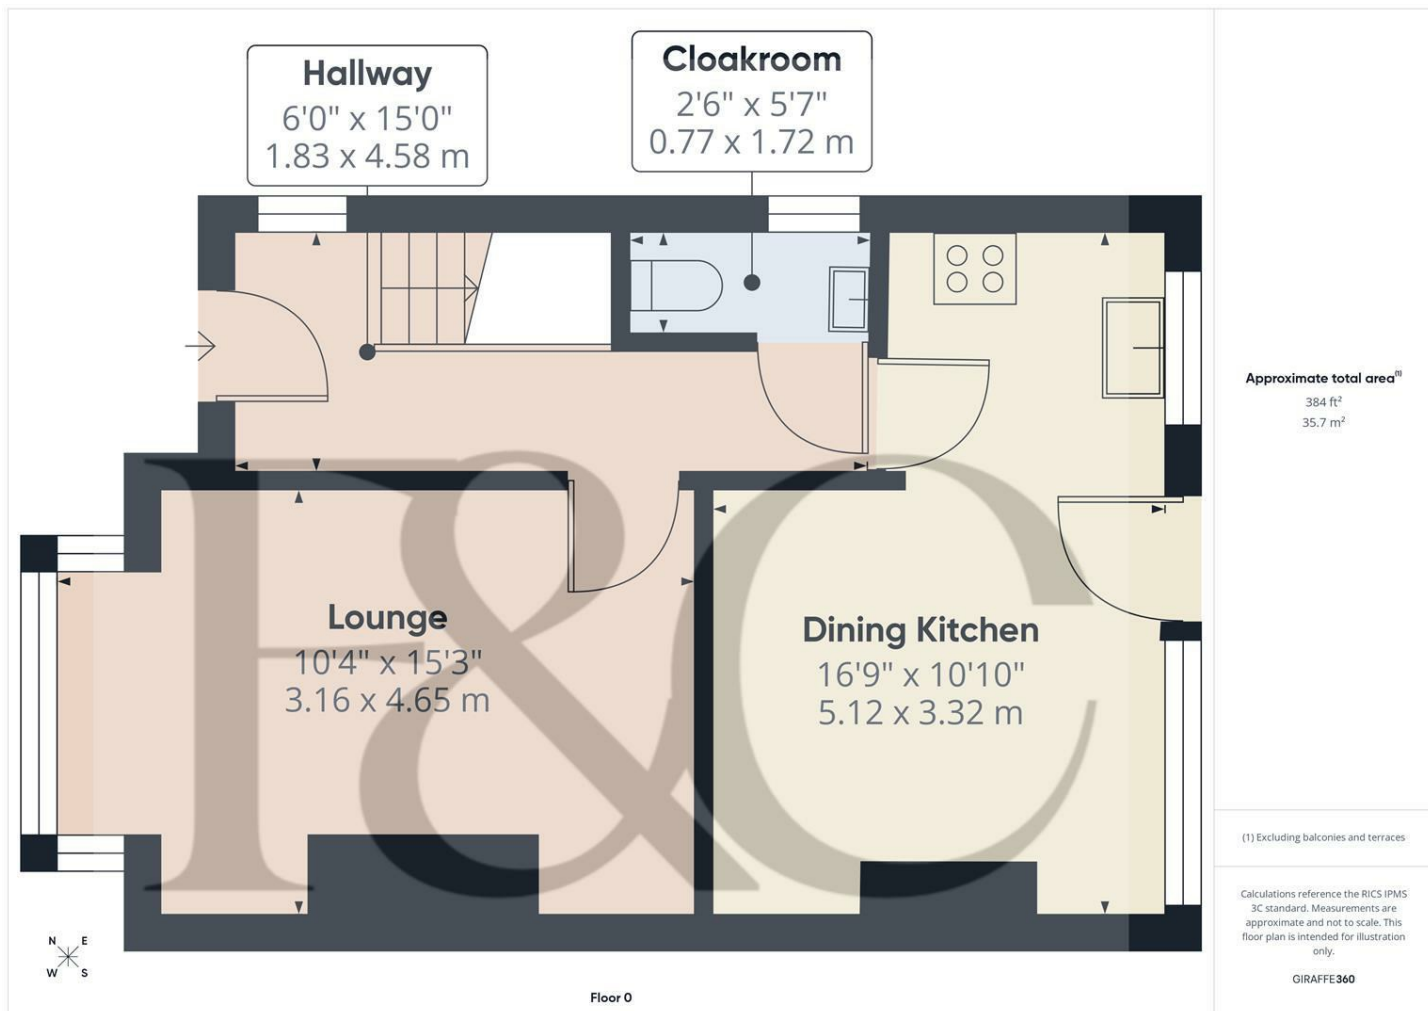 Hallway
6'0" x 15'0"
1.83 x 4.58 m
Cloakroom
2'6" x 5'7"
0.77 x 1.72 m
Lounge
10'4" x 15'3"
3.16 x 4.65 m
Dining Kitchen
16'9" x 10'10"
5.12 x 3.32 m
F&C
N E
W S
Floor 0
Approximate total area(1)
384 ft²
35.7 m²
(1) Excluding balconies and terraces
Calculations reference the RICS IPMS
3C standard. Measurements are
approximate and not to scale. This
floor plan is intended for illustration
only.
GIRAFFE360